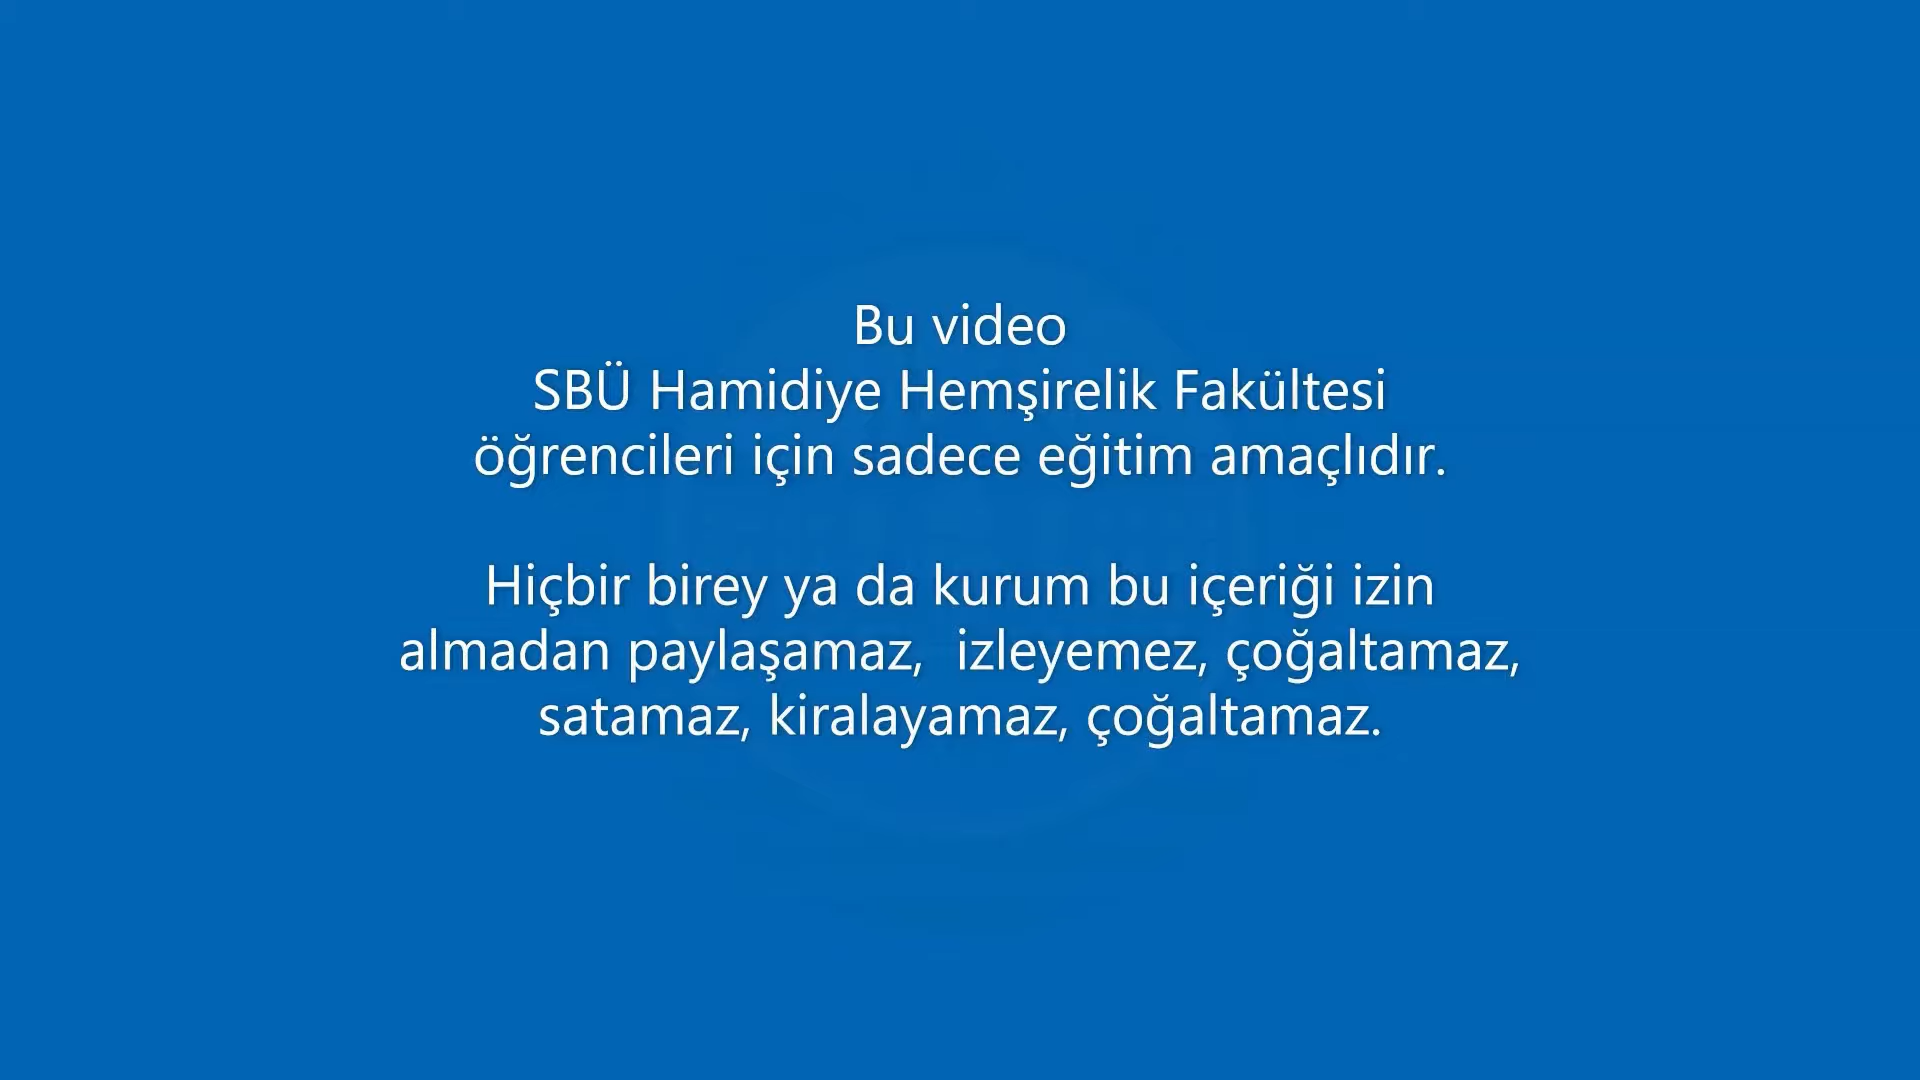 Bu video
SBÜ Hamidiye Hemşirelik Fakültesi
öğrencileri için sadece eğitim amaçlıdır.
Hiçbir birey ya da kurum bu içeriği izin
almadan paylaşamaz,  izleyemez, çoğaltamaz,
satamaz, kiralayamaz, çoğaltamaz.